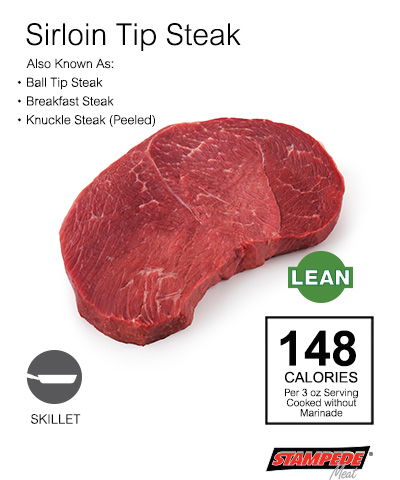 Sirloin Tip Steak
Also Known As:
• Ball Tip Steak
• Breakfast Steak
• Knuckle Steak (Peeled)
LEAN
148
CALORIES
Per 3 oz Serving
Cooked without
Marinade
SKILLET
STAMPEDE®
Meat